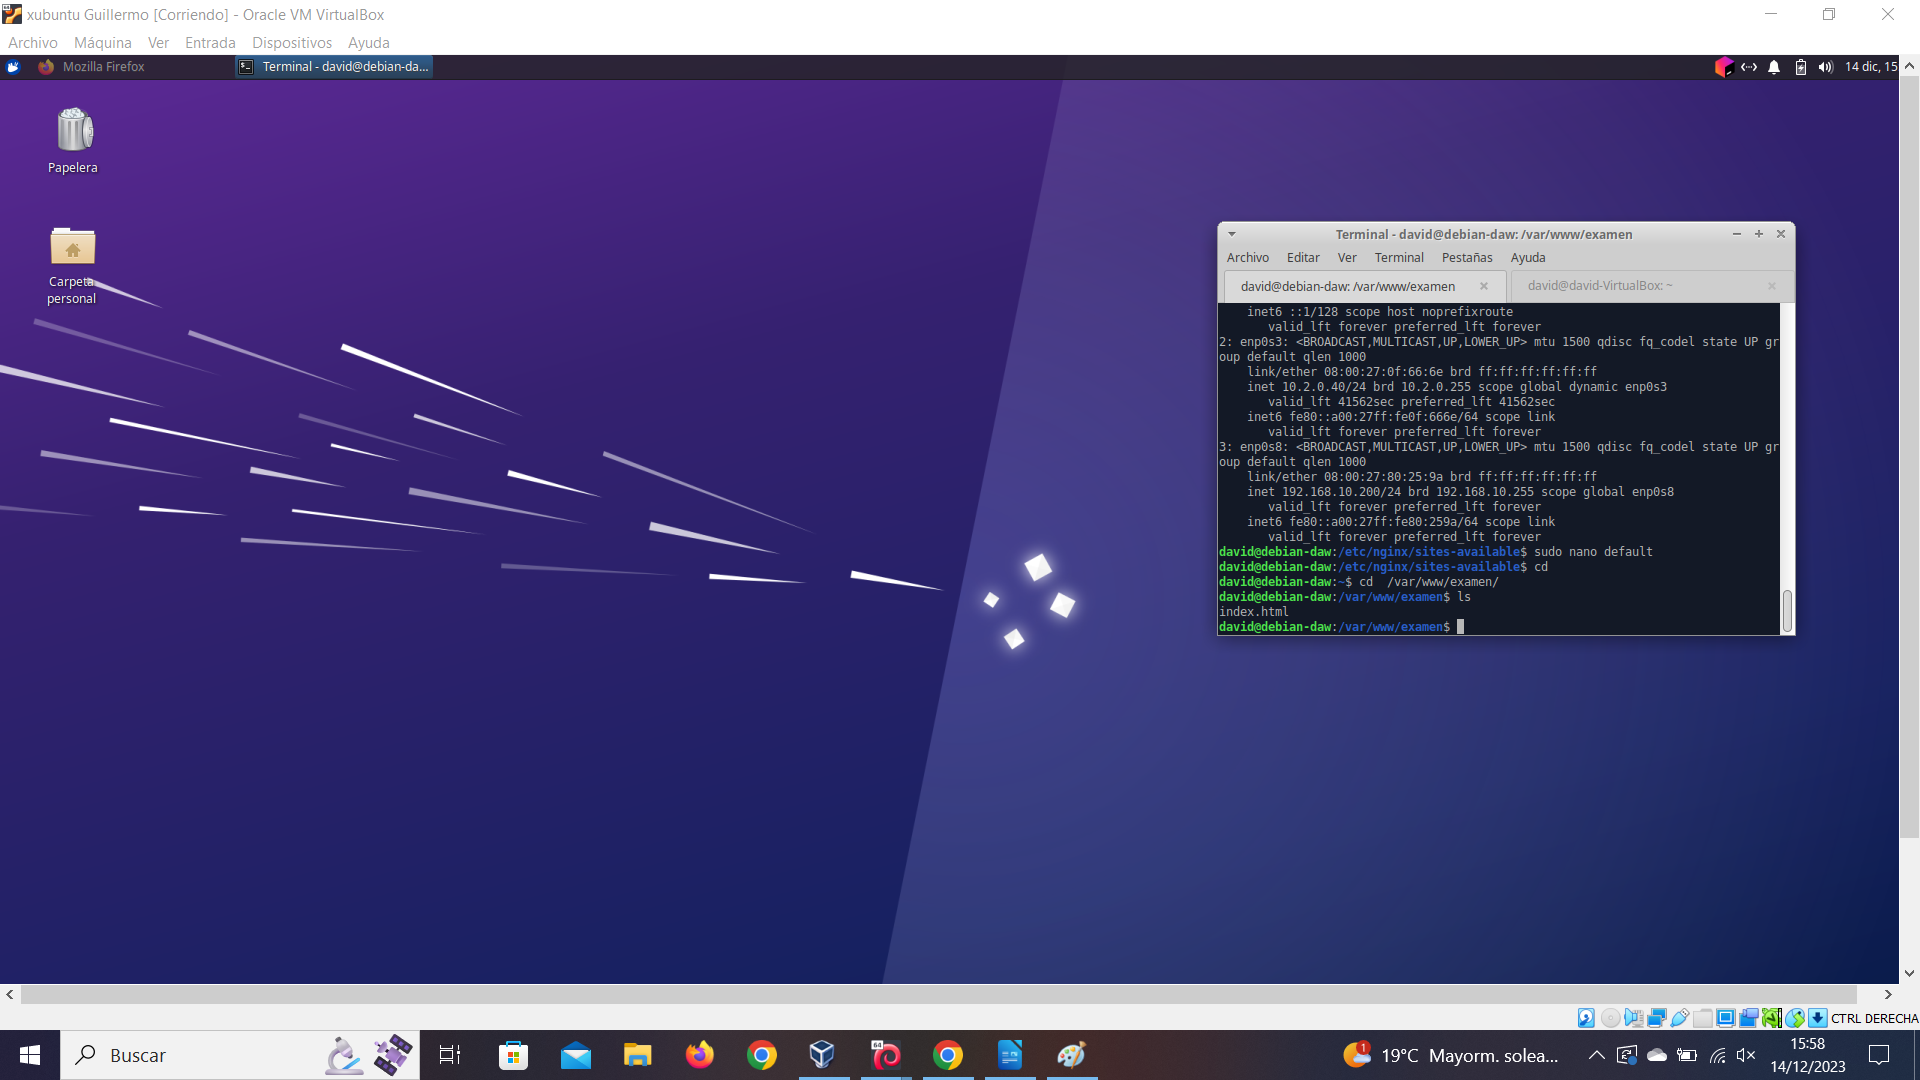 xubuntu Guillermo [Corriendo] - Oracle VM VirtualBox
Archivo Máquina Ver Entrada Dispositivos Ayuda
Mozilla Firefox
Terminal - david@debian-da...
14 dic, 15
Papelera
Carpeta
personal
Terminal - david@debian-daw: /var/www/examen
Archivo Editar Ver Terminal Pestañas Ayuda
david@debian-daw: /var/www/examen
david@david-VirtualBox: ~
inet6 ::1/128 scope host noprefixroute
valid_lft forever preferred_lft forever
2: enp0s3: <BROADCAST,MULTICAST,UP,LOWER_UP> mtu 1500 qdisc fq_codel state UP gr
oup default qlen 1000
link/ether 08:00:27:0f:66:6e brd ff:ff:ff:ff:ff:ff
inet 10.2.0.40/24 brd 10.2.0.255 scope global dynamic enp0s3
valid_lft 41562sec preferred_lft 41562sec
inet6 fe80::a00:27ff:fe0f:666e/64 scope link
valid_lft forever preferred_lft forever
3: enp0s8: <BROADCAST,MULTICAST,UP,LOWER_UP> mtu 1500 qdisc fq_codel state UP gr
oup default qlen 1000
link/ether 08:00:27:80:25:9a brd ff:ff:ff:ff:ff:ff
inet 192.168.10.200/24 brd 192.168.10.255 scope global enp0s8
valid_lft forever preferred_lft forever
inet6 fe80::a00:27ff:fe80:259a/64 scope link
valid_lft forever preferred_lft forever
david@debian-daw:/etc/nginx/sites-available$ sudo nano default
david@debian-daw:/etc/nginx/sites-available$ cd
david@debian-daw:~$ cd  /var/www/examen/
david@debian-daw:/var/www/examen$ ls
index.html
david@debian-daw:/var/www/examen$
CTRL DERECHA
Buscar
64
1
19°C Mayorm. solea...
15:58
14/12/2023